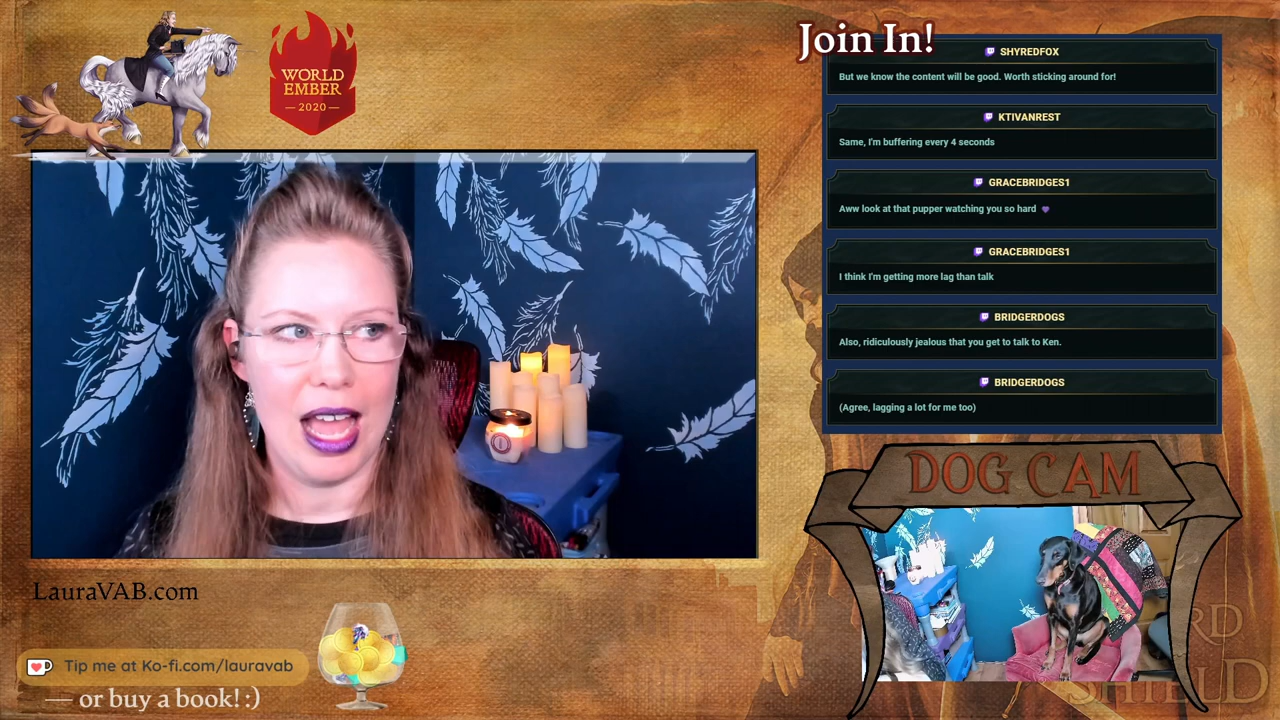 WORLD
EMBER
— 2020 —
Join In!
SHYREDFOX
But we know the content will be good. Worth sticking around for!
KTIVANREST
Same, I'm buffering every 4 seconds
GRACEBRIDGES1
Aww look at that pupper watching you so hard 💜
GRACEBRIDGES1
I think I'm getting more lag than talk
BRIDGERDOGS
Also, ridiculously jealous that you get to talk to Ken.
BRIDGERDOGS
(Agree, lagging a lot for me too)
DOG CAM
LauraVAB.com
Tip me at Ko-fi.com/lauravab
— or buy a book! :)
SHIELD